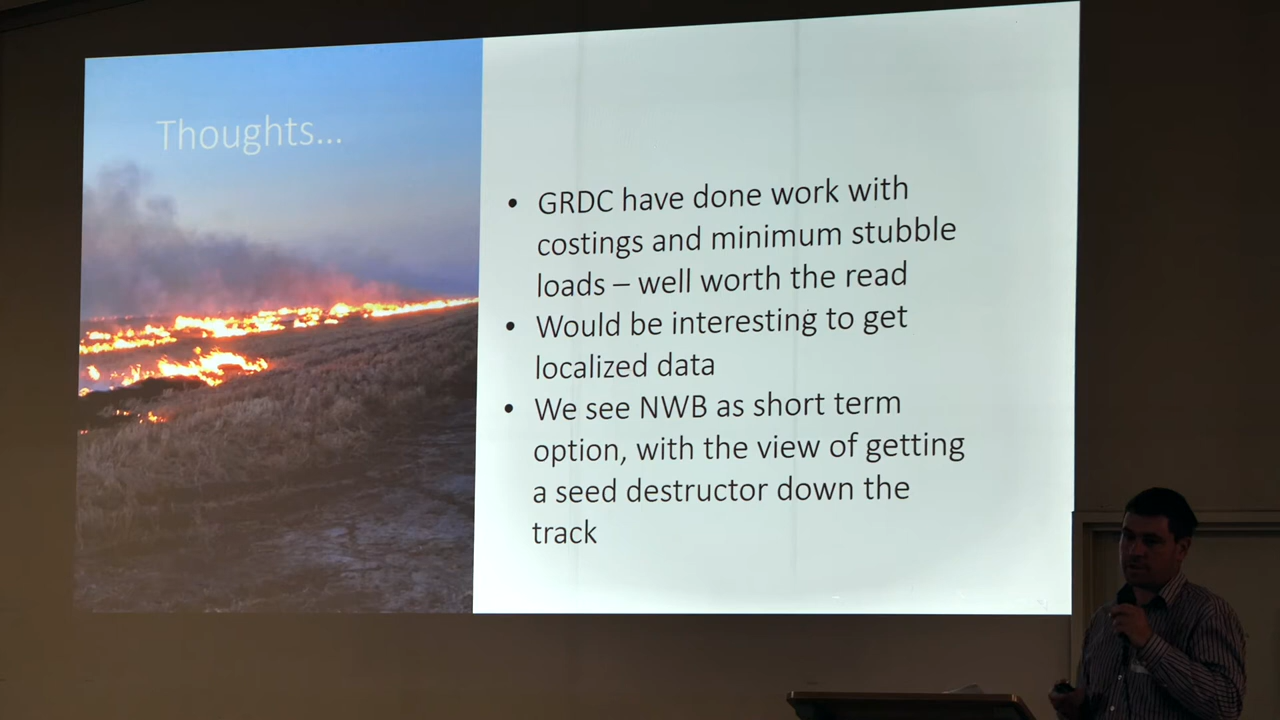 Thoughts...
• GRDC have done work with
costings and minimum stubble
loads – well worth the read
• Would be interesting to get
localized data
• We see NWB as short term
option, with the view of getting
a seed destructor down the
track